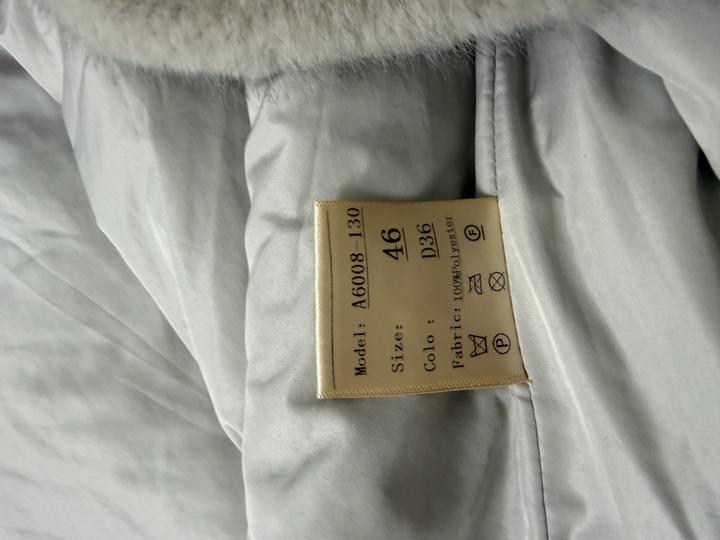 Model: A6008-130
Size: 46
Colo : D36
Fabric: 100%Polyester
F
P